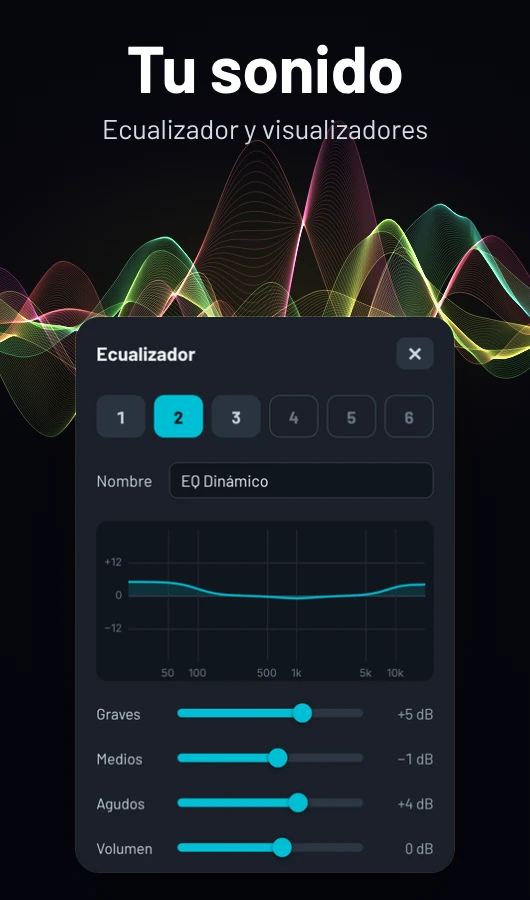 Tu sonido
Ecualizador y visualizadores
Ecualizador ✕
1 2 3 4 5 6
Nombre EQ Dinámico
+12
0
−12
50 100 500 1k 5k 10k
Graves +5 dB
Medios −1 dB
Agudos +4 dB
Volumen 0 dB